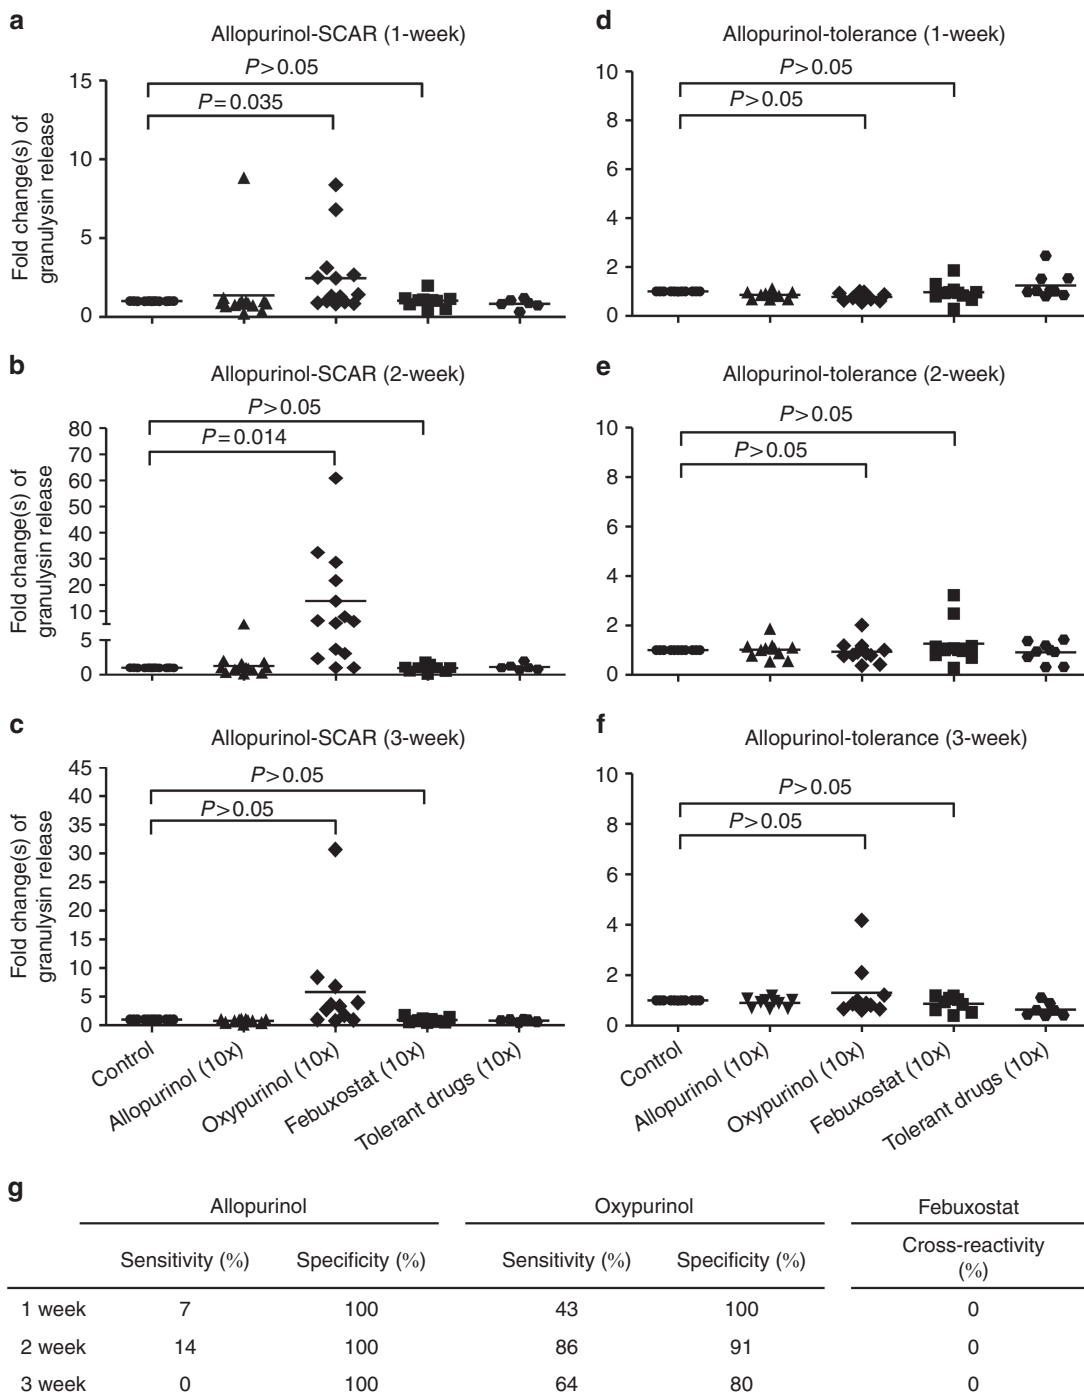 a
Allopurinol-SCAR (1-week)
Fold change(s) of
granulysin release
15
10
5
0
P > 0.05
P = 0.035
d
Allopurinol-tolerance (1-week)
10
8
6
4
2
0
P > 0.05
P > 0.05
b
Allopurinol-SCAR (2-week)
Fold change(s) of
granulysin release
80
70
60
50
40
30
20
10
5
0
P > 0.05
P = 0.014
e
Allopurinol-tolerance (2-week)
10
8
6
4
2
0
P > 0.05
P > 0.05
c
Allopurinol-SCAR (3-week)
Fold change(s) of
granulysin release
45
40
35
30
25
20
15
10
5
0
P > 0.05
P > 0.05
Control
Allopurinol (10x)
Oxypurinol (10x)
Febuxostat (10x)
Tolerant drugs (10x)
f
Allopurinol-tolerance (3-week)
10
8
6
4
2
0
P > 0.05
P > 0.05
Control
Allopurinol (10x)
Oxypurinol (10x)
Febuxostat (10x)
Tolerant drugs (10x)
g
Allopurinol Oxypurinol Febuxostat
Sensitivity (%) Specificity (%) Sensitivity (%) Specificity (%) Cross-reactivity
(%)
1 week 7 100 43 100 0
2 week 14 100 86 91 0
3 week 0 100 64 80 0